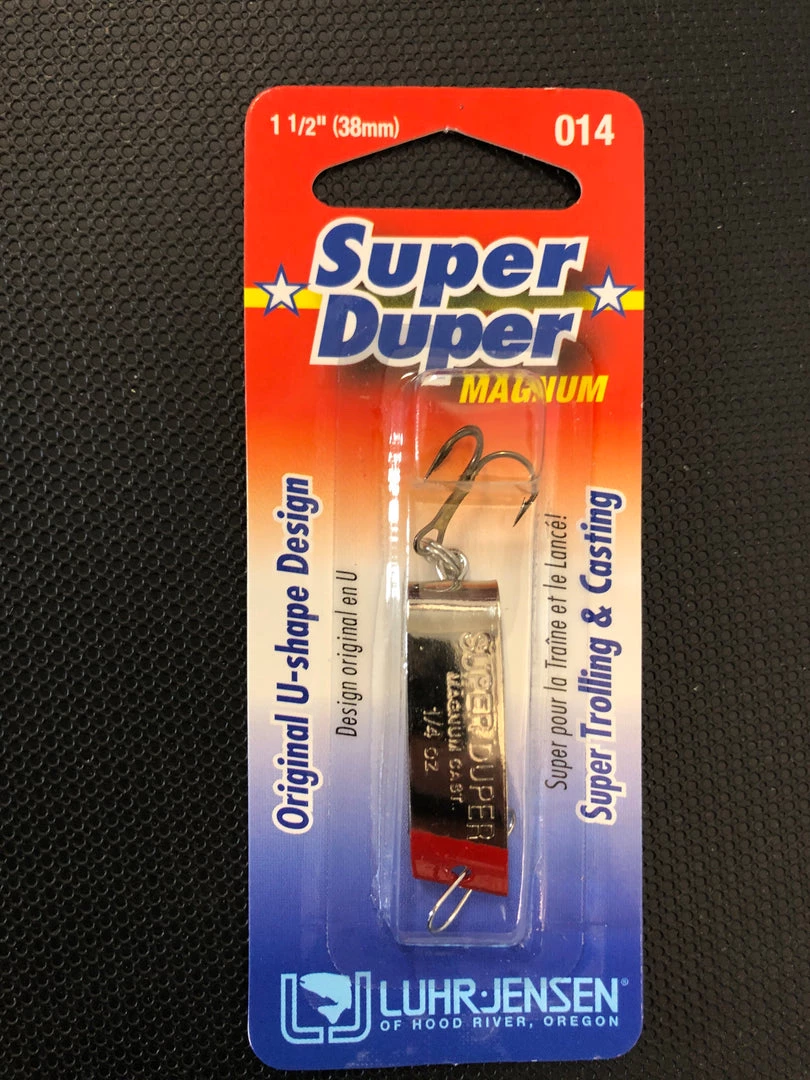 1 1/2" (38mm)
014
Super
Duper
MAGNUM
Original U-shape Design
Design original en U
SUPER DUPER
MAGNUM CAST.
1/4 OZ
Super pour la Traîne et le Lancé!
Super Trolling & Casting
LJ
LUHR·JENSEN®
OF HOOD RIVER, OREGON